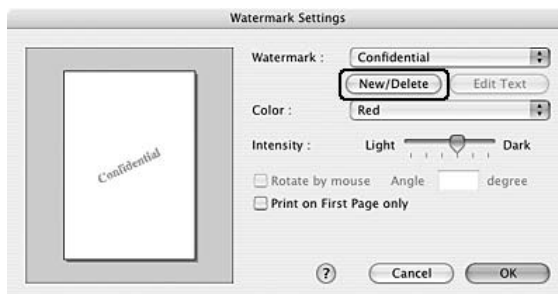 Watermark Settings
Watermark : Confidential
New/Delete Edit Text
Color : Red
Intensity : Light Dark
Confidential
Rotate by mouse Angle degree
Print on First Page only
? Cancel OK